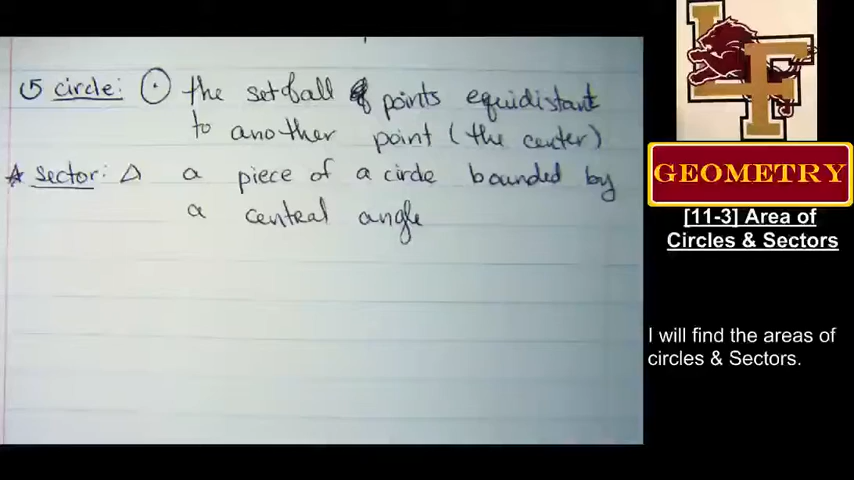 circle: the set of all points equidistant
to another point (the center)
sector: a piece of a circle bounded by
a central angle
LF
GEOMETRY
[11-3] Area of
Circles & Sectors
I will find the areas of
circles & Sectors.